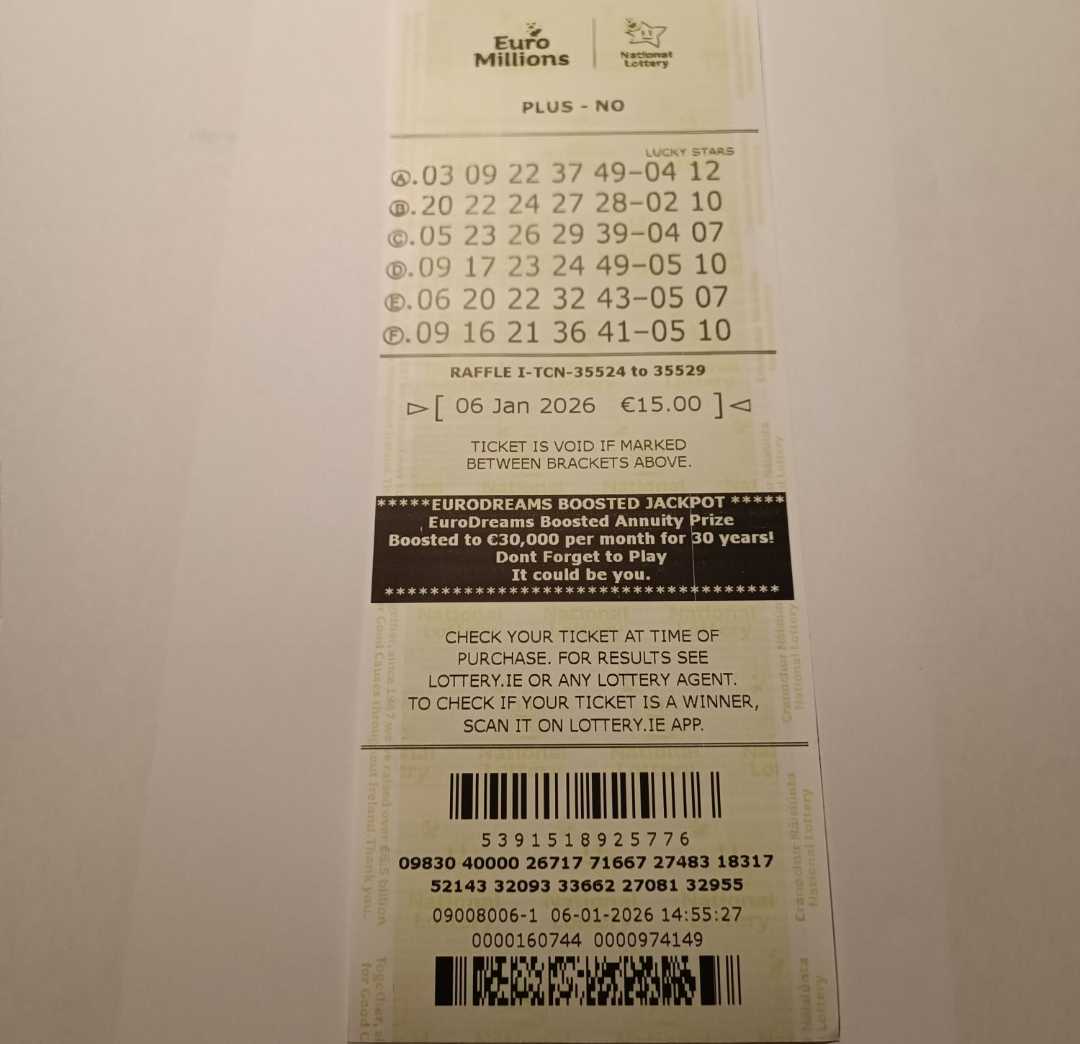 Euro
Millions
National
Lottery
PLUS - NO
LUCKY STARS
A.03 09 22 37 49-04 12
B.20 22 24 27 28-02 10
C.05 23 26 29 39-04 07
D.09 17 23 24 49-05 10
E.06 20 22 32 43-05 07
F.09 16 21 36 41-05 10
RAFFLE I-TCN-35524 to 35529
[ 06 Jan 2026 €15.00 ]
TICKET IS VOID IF MARKED
BETWEEN BRACKETS ABOVE.
*****EURODREAMS BOOSTED JACKPOT *****
EuroDreams Boosted Annuity Prize
Boosted to €30,000 per month for 30 years!
Dont Forget to Play
It could be you.
***********************************
CHECK YOUR TICKET AT TIME OF
PURCHASE. FOR RESULTS SEE
LOTTERY.IE OR ANY LOTTERY AGENT.
TO CHECK IF YOUR TICKET IS A WINNER,
SCAN IT ON LOTTERY.IE APP.
5391518925776
09830 40000 26717 71667 27483 18317
52143 32093 33662 27081 32955
09008006-1 06-01-2026 14:55:27
0000160744 0000974149